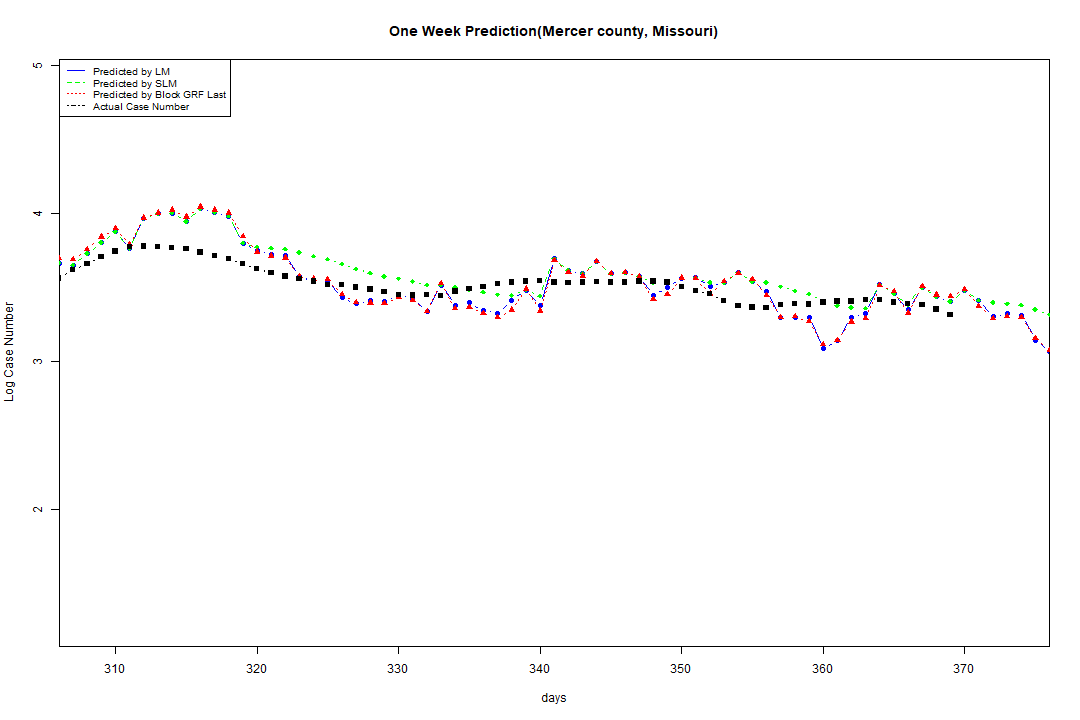 One Week Prediction(Mercer county, Missouri)
Predicted by LM
Predicted by SLM
Predicted by Block GRF Last
Actual Case Number
5
4
3
2
Log Case Number
310 320 330 340 350 360 370
days